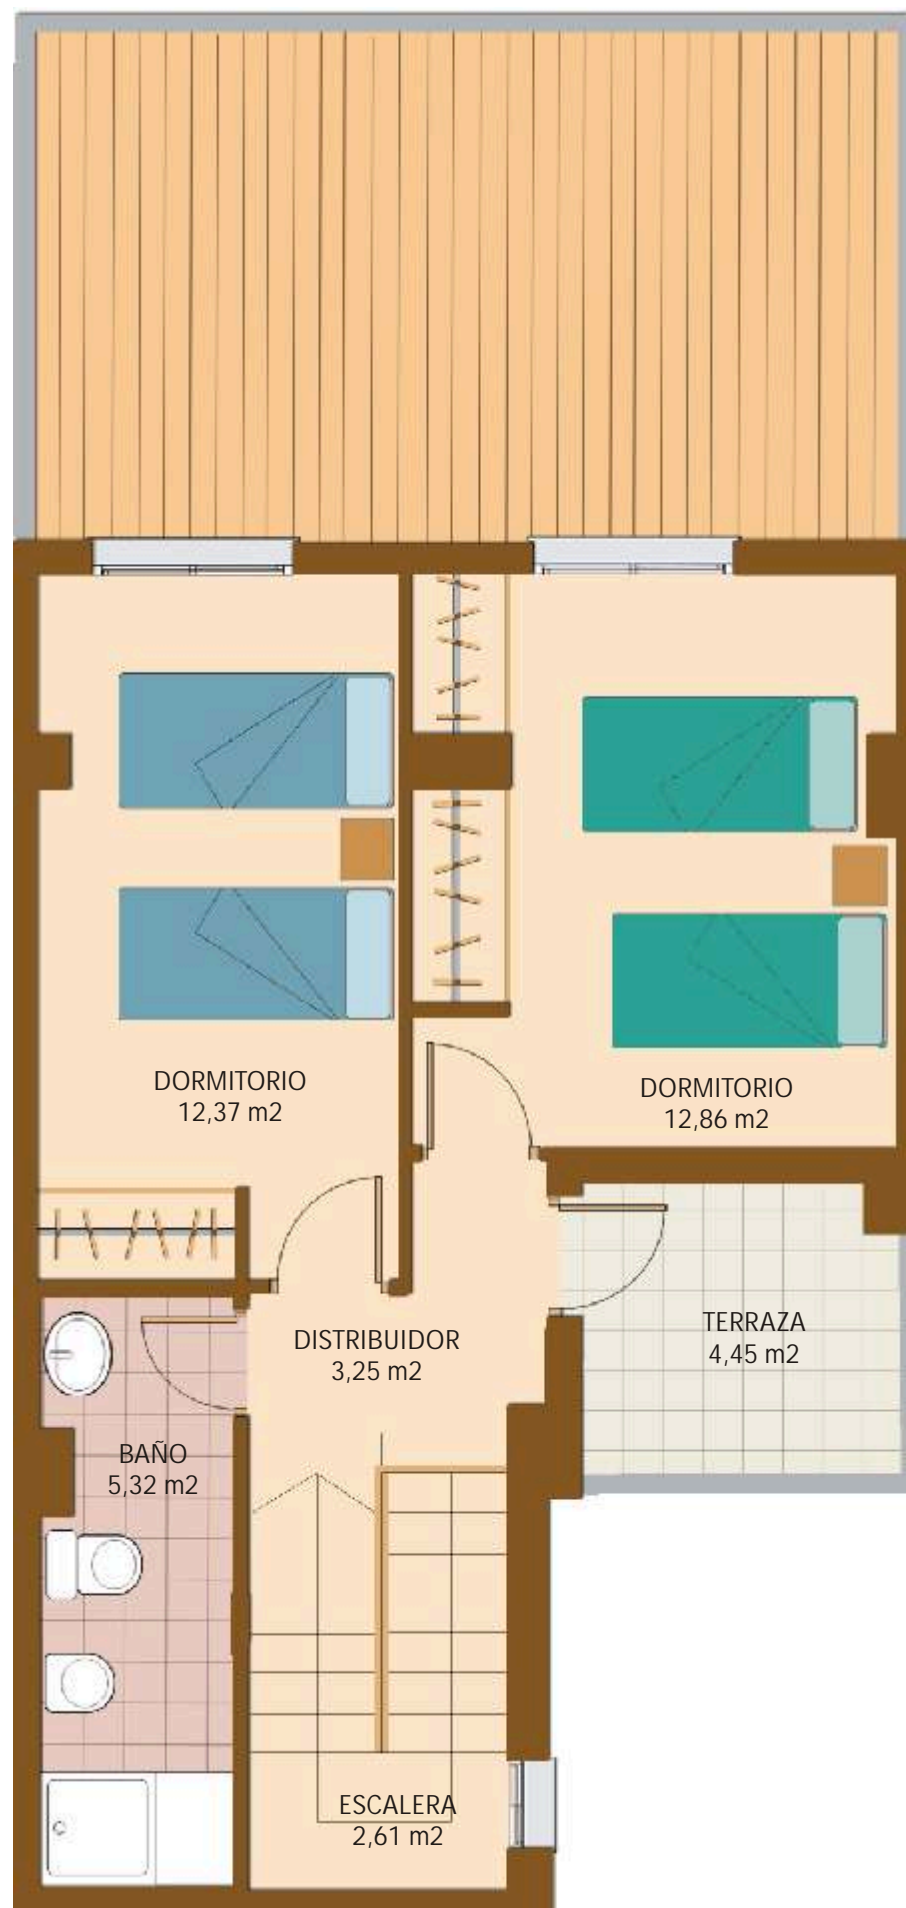 DORMITORIO
12,37 m2
DORMITORIO
12,86 m2
DISTRIBUIDOR
3,25 m2
TERRAZA
4,45 m2
BAÑO
5,32 m2
ESCALERA
2,61 m2